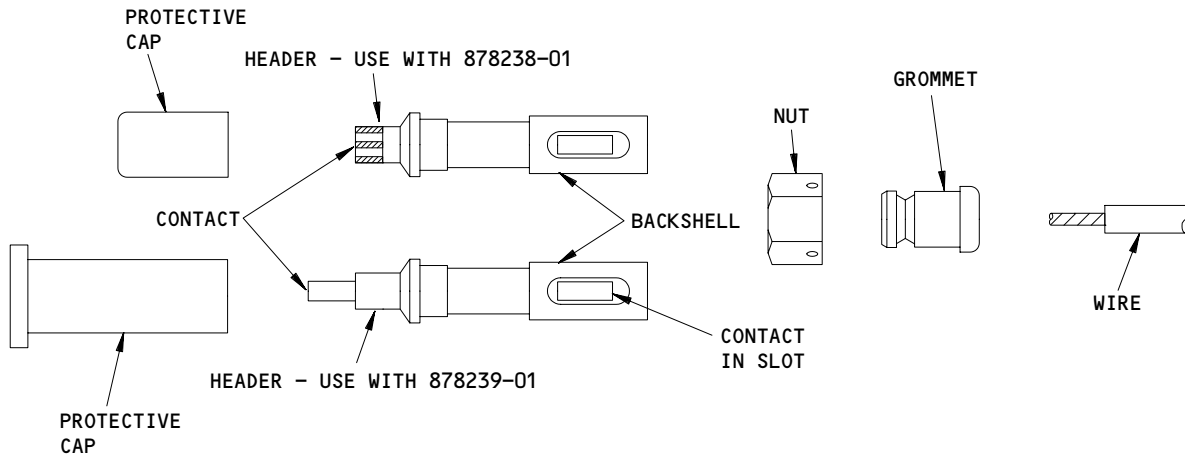 PROTECTIVE
CAP
HEADER – USE WITH 878238–01
GROMMET
NUT
CONTACT
BACKSHELL
WIRE
CONTACT
IN SLOT
HEADER – USE WITH 878239–01
PROTECTIVE
CAP